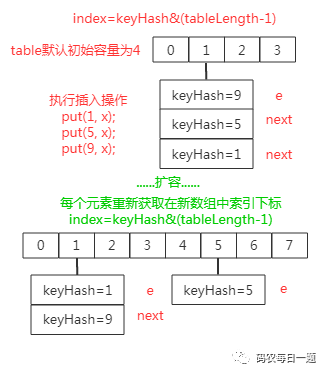 index=keyHash&(tableLength-1)
table默认初始容量为4
0 1 2 3
执行插入操作
put(1, x);
put(5, x);
put(9, x);
keyHash=9 e
keyHash=5 next
keyHash=1 next
......扩容......
每个元素重新获取在新数组中索引下标
index=keyHash&(tableLength-1)
0 1 2 3 4 5 6 7
keyHash=1 e keyHash=5 e
keyHash=9 next
码农每日一题